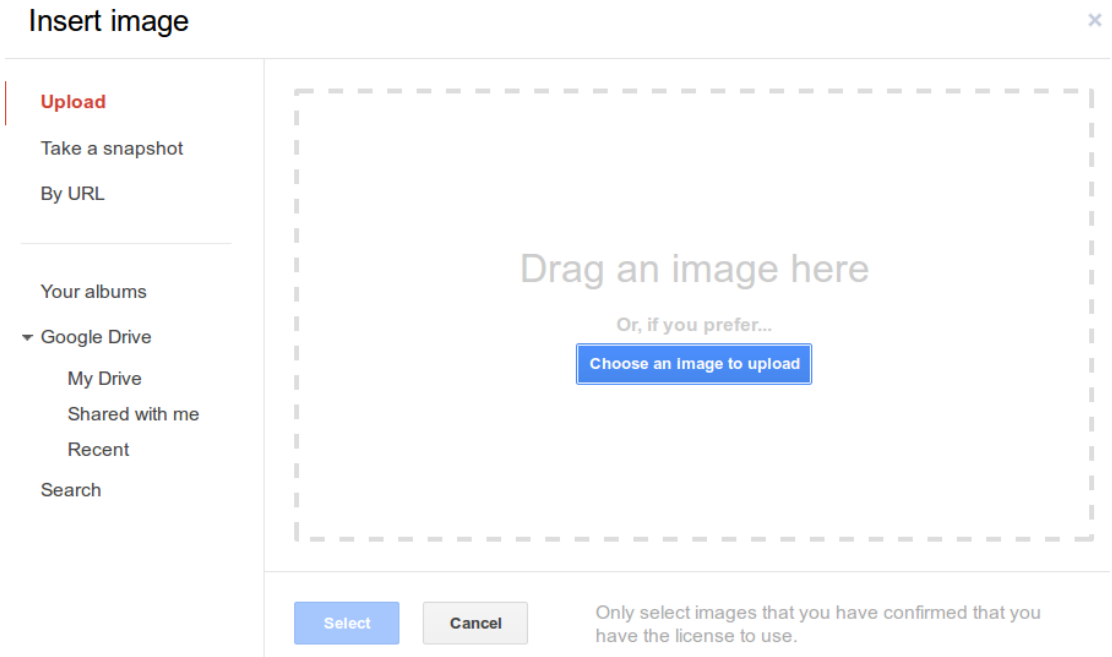 Insert image
×
Upload
Take a snapshot
By URL
Your albums
Google Drive
My Drive
Shared with me
Recent
Search
Drag an image here
Or, if you prefer...
Choose an image to upload
Select
Cancel
Only select images that you have confirmed that you
have the license to use.